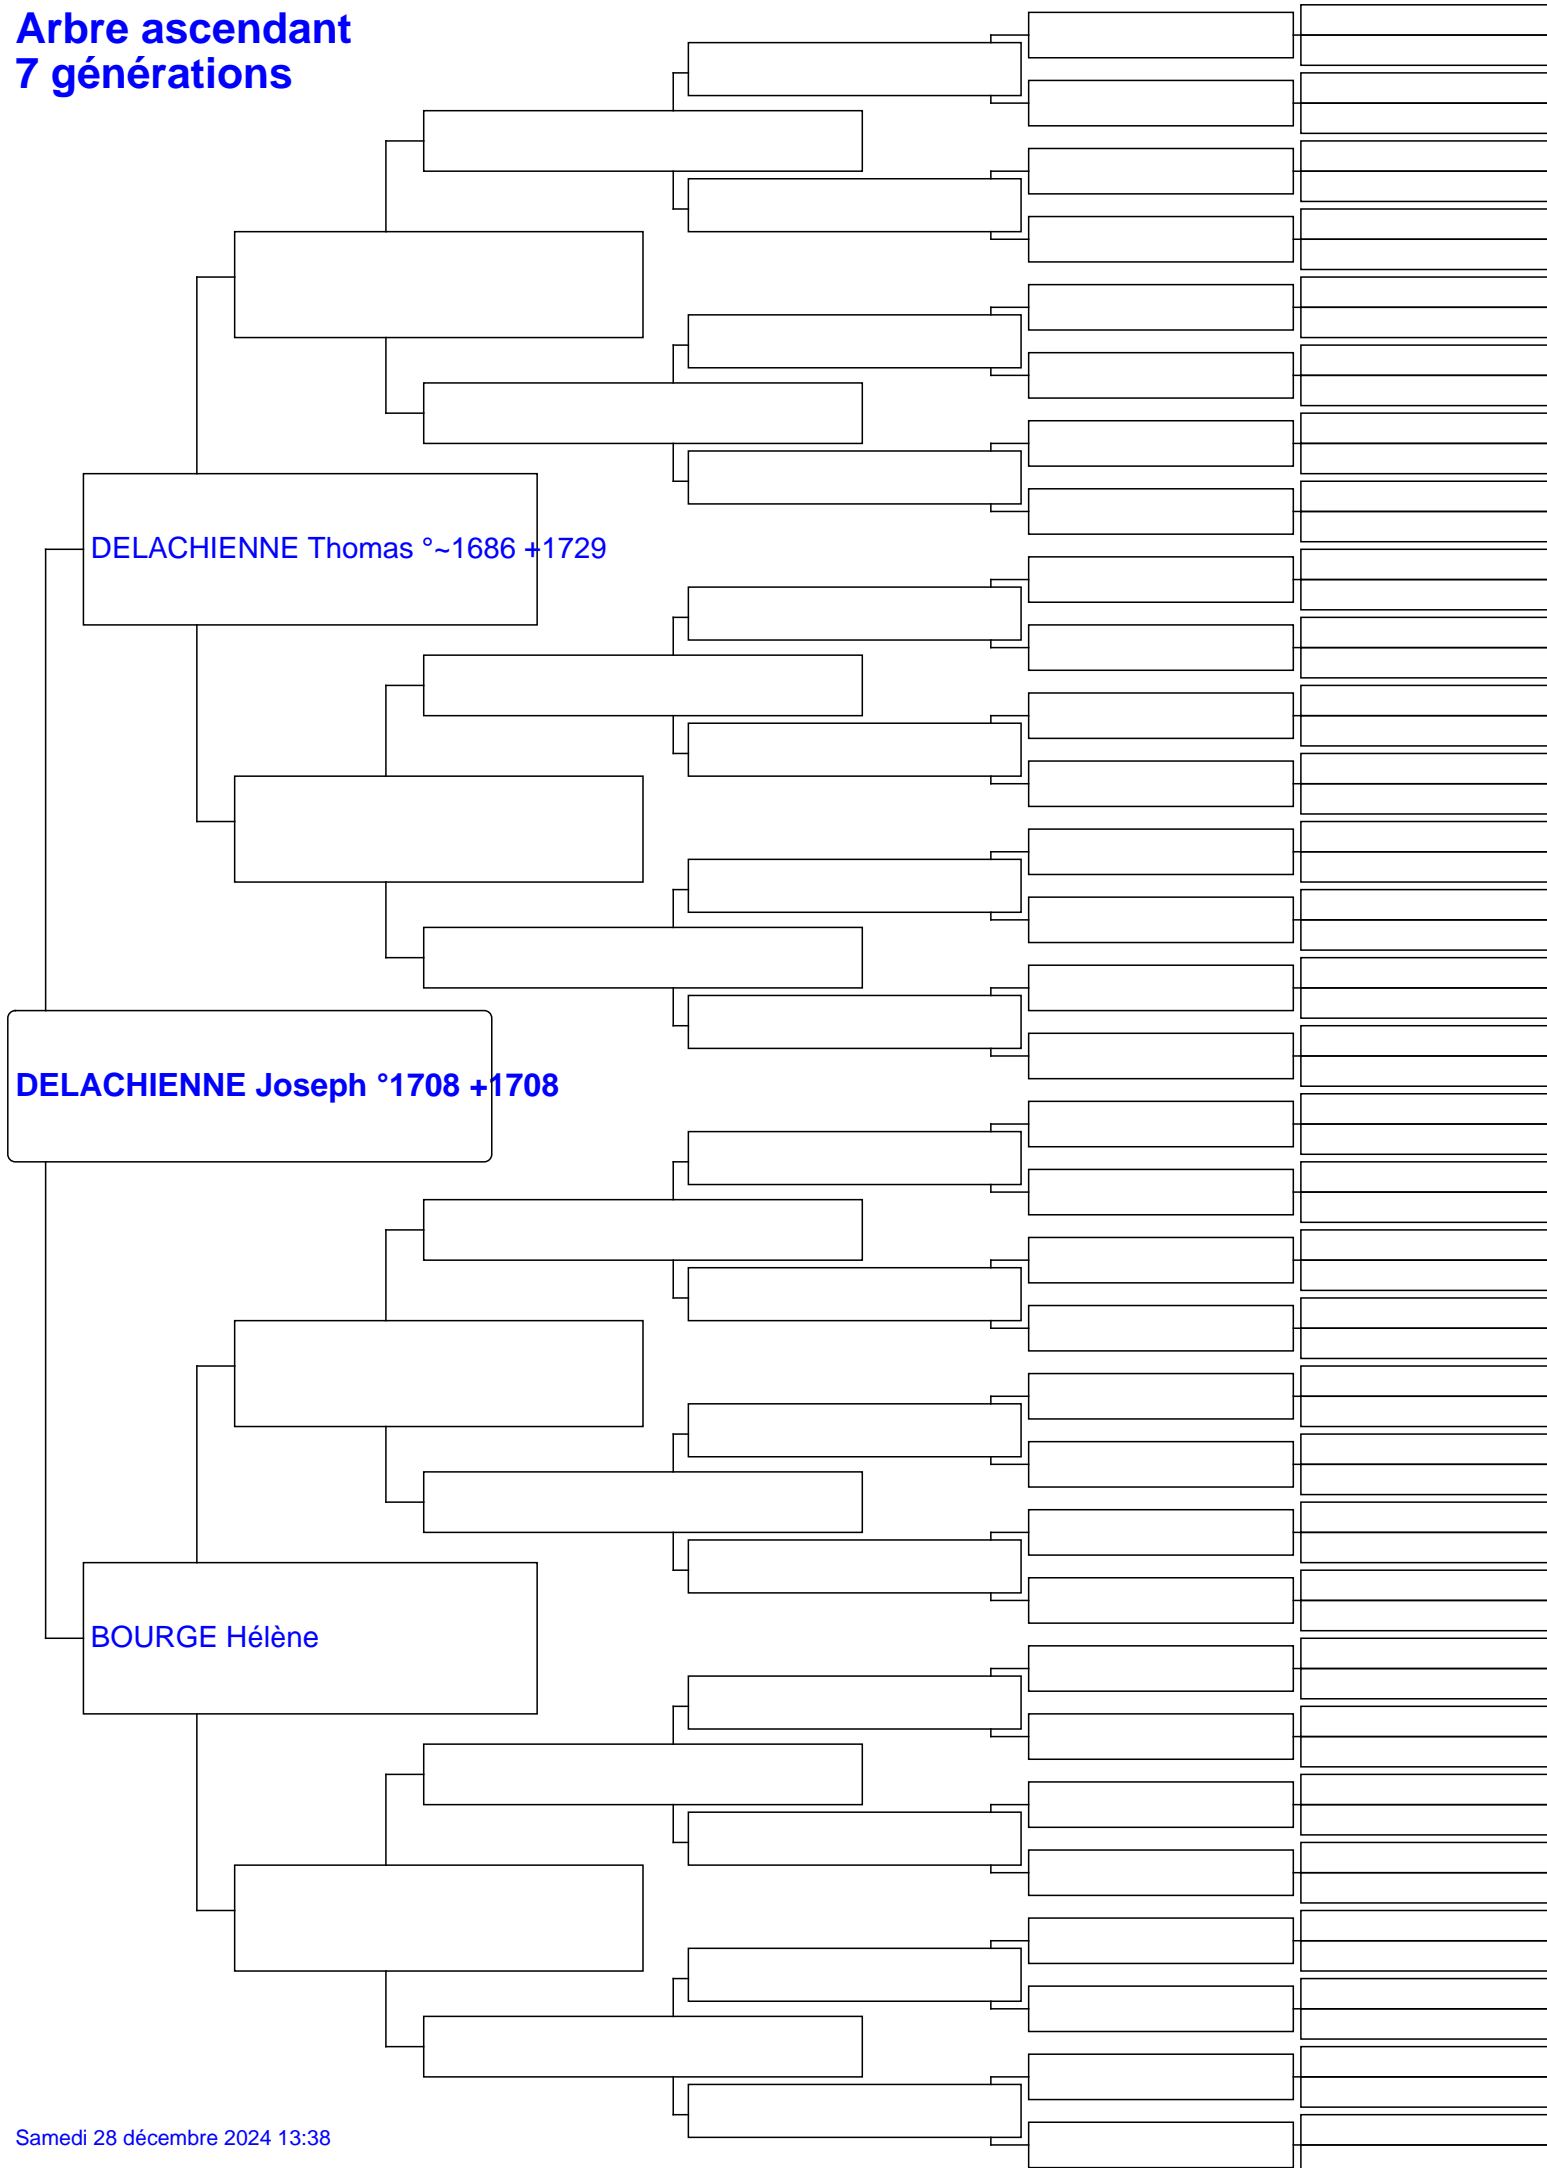 Arbre ascendant
7 générations
DELACHIENNE Thomas °~1686 +1729
DELACHIENNE Joseph °1708 +1708
BOURGE Hélène
Samedi 28 décembre 2024 13:38